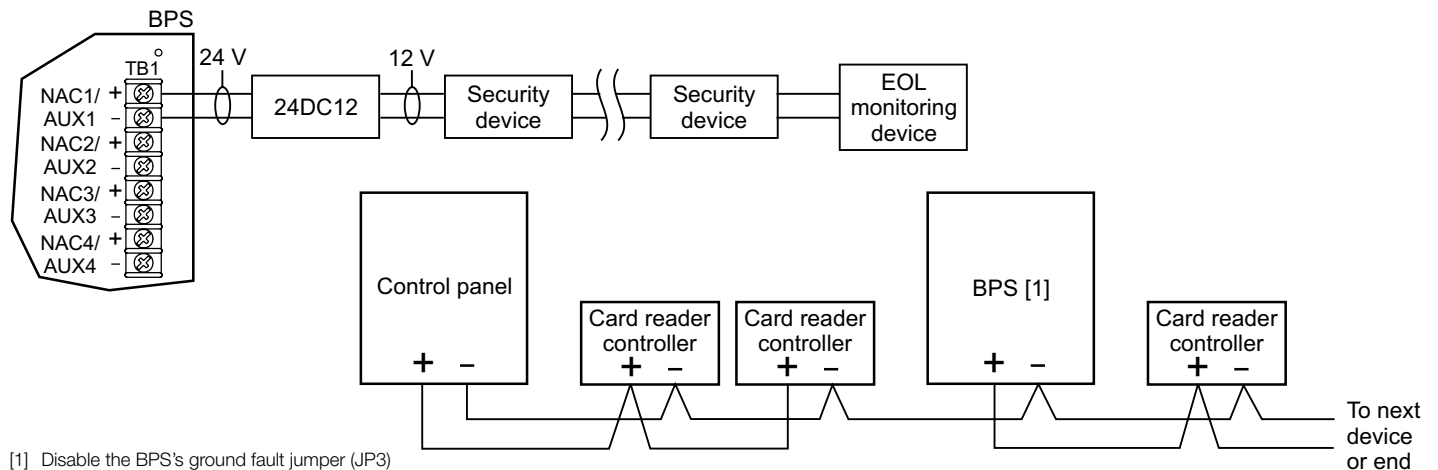 BPS
TB1
24 V
12 V
NAC1/ +
AUX1 –
NAC2/ +
AUX2 –
NAC3/ +
AUX3 –
NAC4/ +
AUX4 –
24DC12
Security
device
Security
device
EOL
monitoring
device
Control panel
+ –
Card reader
controller
+ –
Card reader
controller
+ –
BPS [1]
+ –
Card reader
controller
+ –
To next
device
or end
[1] Disable the BPS's ground fault jumper (JP3)